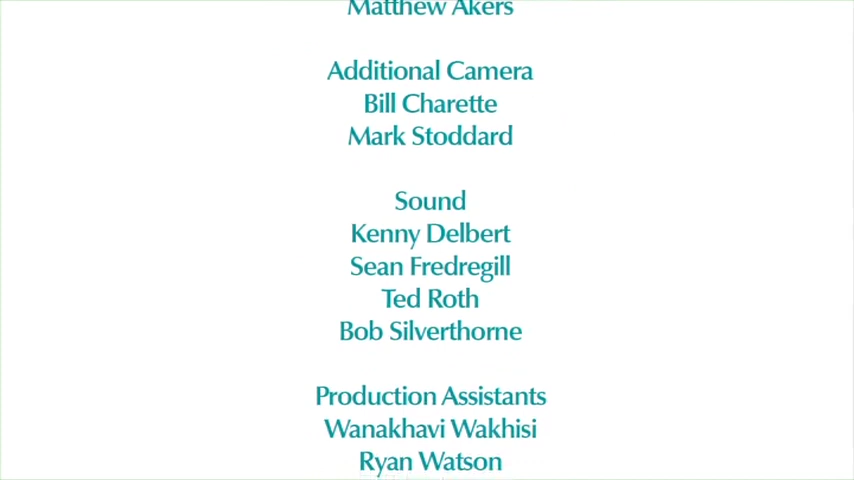 Matthew Akers
Additional Camera
Bill Charette
Mark Stoddard
Sound
Kenny Delbert
Sean Fredregill
Ted Roth
Bob Silverthorne
Production Assistants
Wanakhavi Wakhisi
Ryan Watson